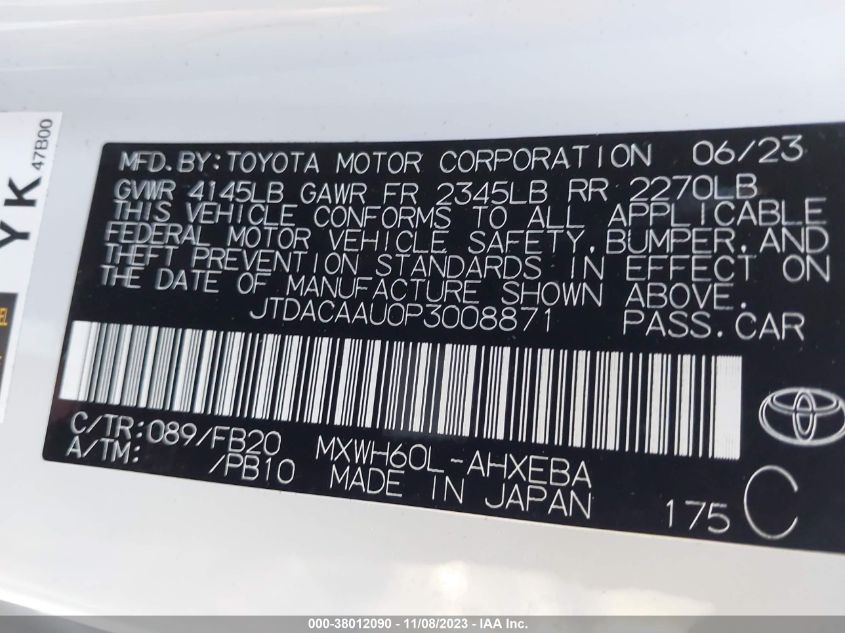 YK
47B00
MFD.BY:TOYOTA MOTOR CORPORATION 06/23
GVWR 4145LB GAWR FR 2345LB RR 2270LB
THIS VEHICLE CONFORMS TO ALL APPLICABLE
FEDERAL MOTOR VEHICLE SAFETY,BUMPER,AND
THEFT PREVENTION STANDARDS IN EFFECT ON
THE DATE OF MANUFACTURE SHOWN ABOVE.
JTDACAAU0P3008871 PASS.CAR
C/TR:089/FB20 MXWH60L-AHXEBA
A/TM: /PB10 MADE IN JAPAN
175 C
000-38012090 - 11/08/2023 - IAA Inc.